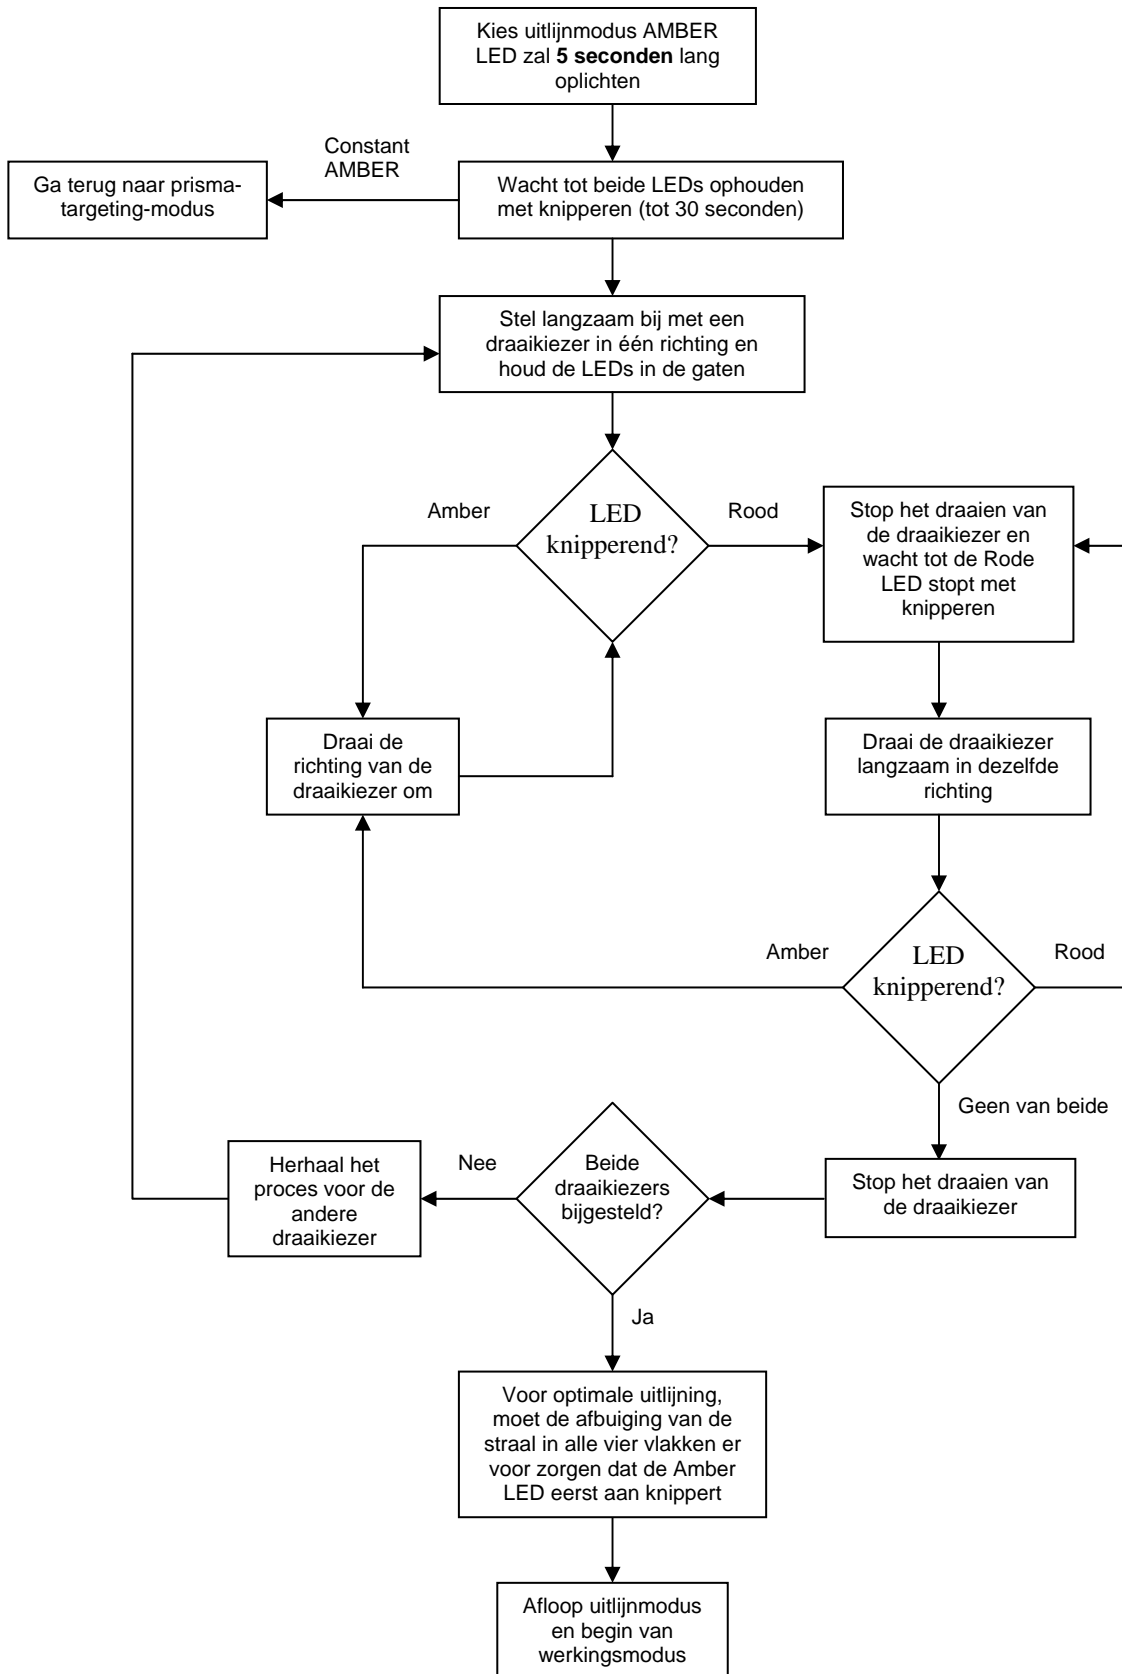 Kies uitlijnmodus AMBER
LED zal 5 seconden lang
oplichten
Constant
AMBER
Ga terug naar prisma-
targeting-modus
Wacht tot beide LEDs ophouden
met knipperen (tot 30 seconden)
Stel langzaam bij met een
draaikiezer in één richting en
houd de LEDs in de gaten
Amber
LED
knipperend?
Rood
Stop het draaien van
de draaikiezer en
wacht tot de Rode
LED stopt met
knipperen
Draai de
richting van de
draaikiezer om
Draai de draaikiezer
langzaam in dezelfde
richting
Amber
LED
knipperend?
Rood
Geen van beide
Herhaal het
proces voor de
andere
draaikiezer
Nee
Beide
draaikiezers
bijgesteld?
Stop het draaien van
de draaikiezer
Ja
Voor optimale uitlijning,
moet de afbuiging van de
straal in alle vier vlakken er
voor zorgen dat de Amber
LED eerst aan knippert
Afloop uitlijnmodus
en begin van
werkingsmodus